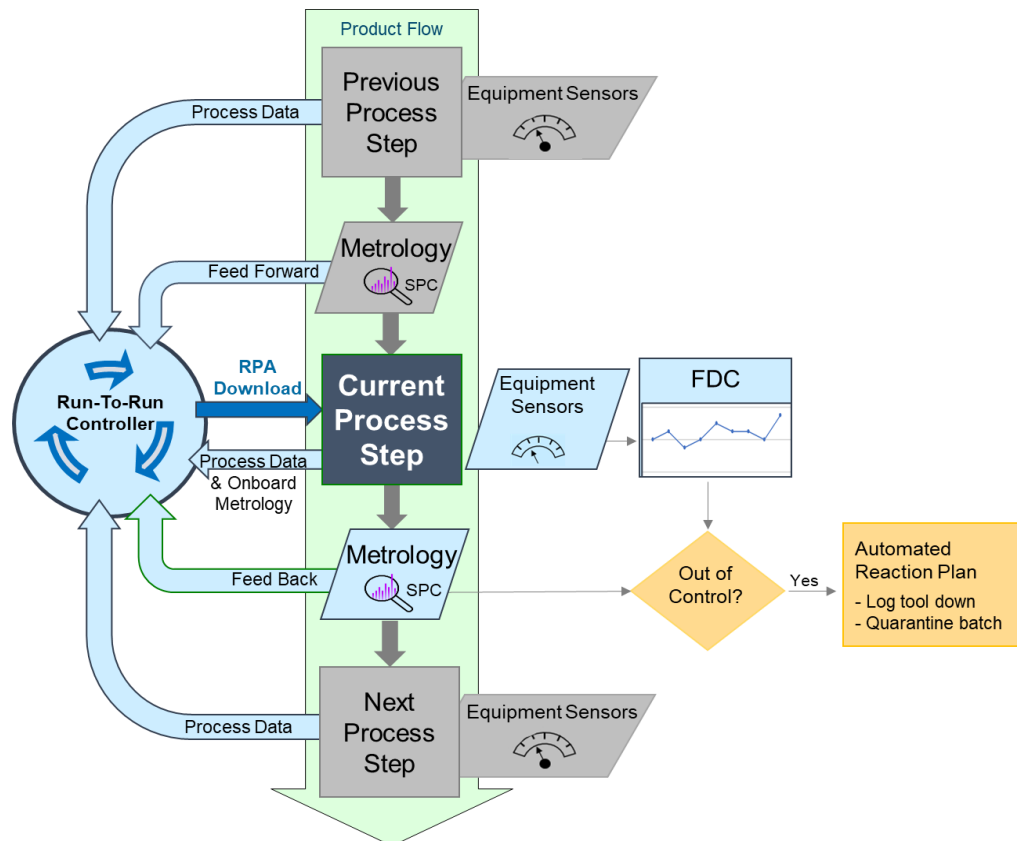 Product Flow
Previous
Process
Step
Equipment Sensors
Process Data
Metrology
SPC
Feed Forward
Run-To-Run
Controller
RPA
Download
Current
Process
Step
Equipment
Sensors
FDC
Process Data
& Onboard
Metrology
Metrology
SPC
Feed Back
Out of
Control?
Yes
Automated
Reaction Plan
- Log tool down
- Quarantine batch
Next
Process
Step
Equipment Sensors
Process Data